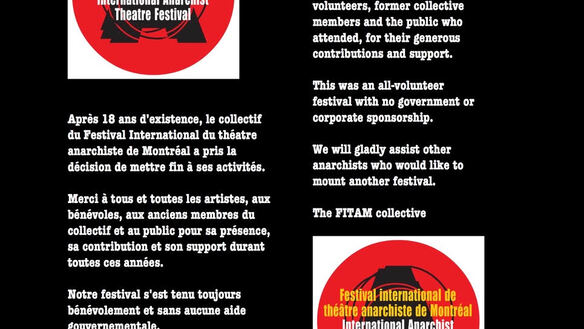 International Anarchist
Theatre Festival
Après 18 ans d'existence, le collectif
du Festival International du théatre
anarchiste de Montréal a pris la
décision de mettre fin à ses activités.
Merci à tous et toutes les artistes, aux
bénévoles, aux anciens membres du
collectif et au public pour sa présence,
sa contribution et son support durant
toutes ces années.
Notre festival s'est tenu toujours
bénévolement et sans aucune aide
gouvernementale.
volunteers, former collective
members and the public who
attended, for their generous
contributions and support.
This was an all-volunteer
festival with no government or
corporate sponsorship.
We will gladly assist other
anarchists who would like to
mount another festival.
The FITAM collective
Festival international de
théâtre anarchiste de Montréal
International Anarchist